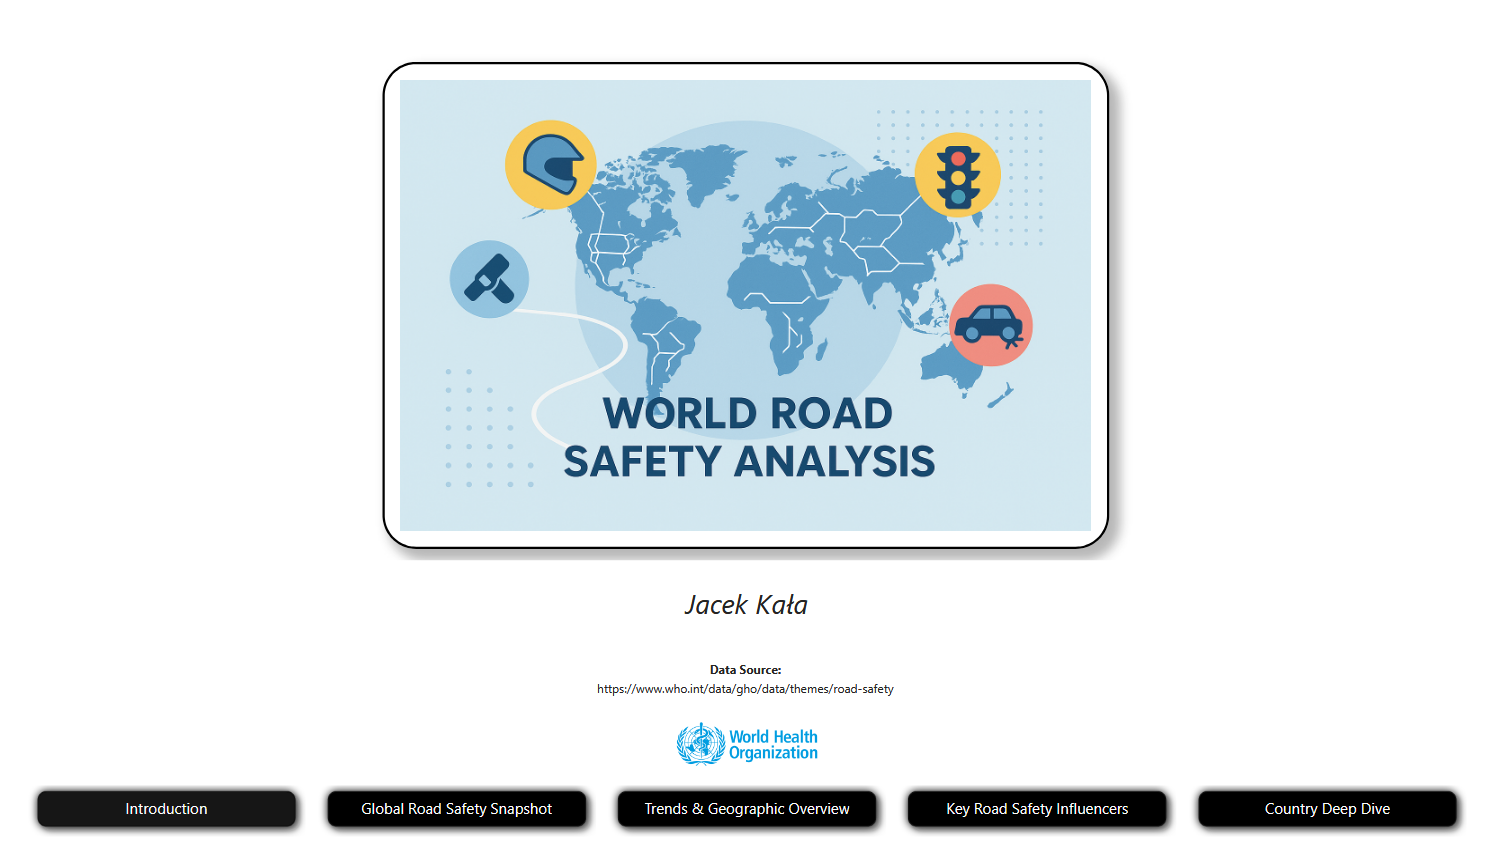 WORLD ROAD
SAFETY ANALYSIS
Jacek Kała
Data Source:
https://www.who.int/data/gho/data/themes/road-safety
World Health
Organization
Introduction
Global Road Safety Snapshot
Trends & Geographic Overview
Key Road Safety Influencers
Country Deep Dive